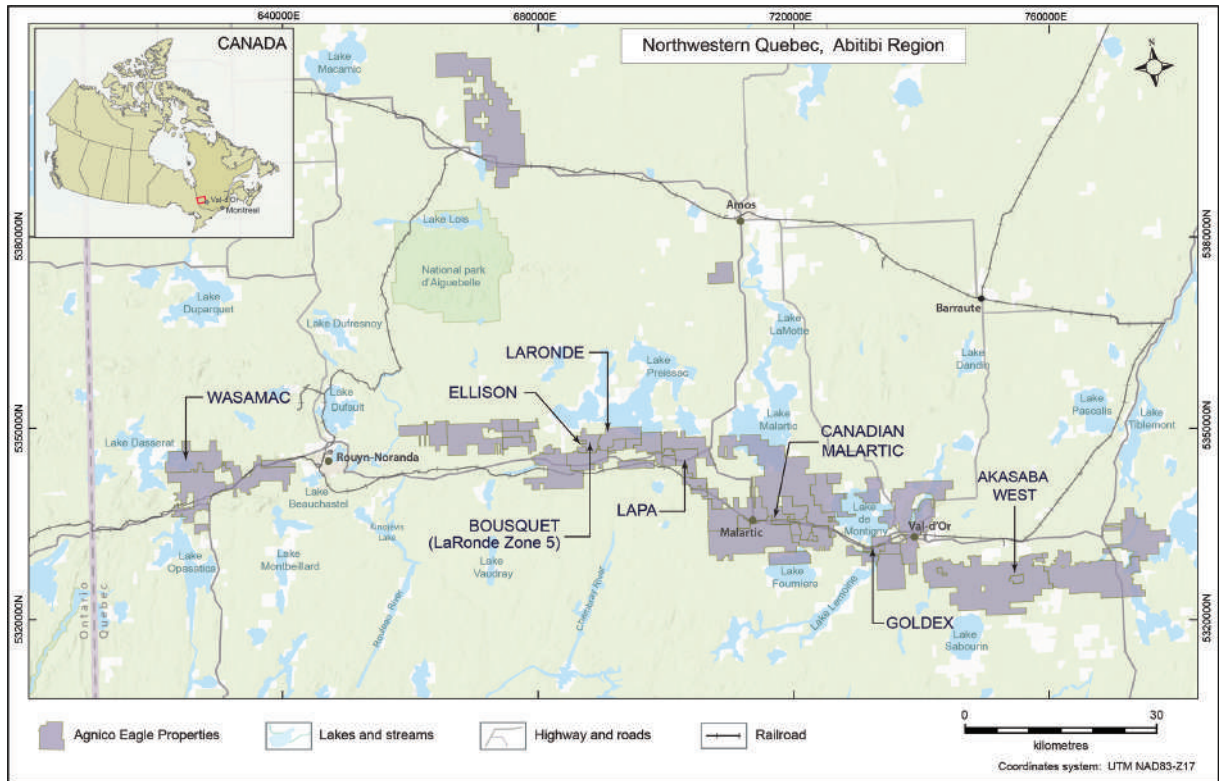 640000E
680000E
720000E
760000E
CANADA
Val-d'Or
Montreal
Northwestern Quebec, Abitibi Region
N
Lake
Macamic
Amos
5380000N
5380000N
Lake Lois
National park
d'Aiguebelle
Lake
Duparquet
Lake Dufresnoy
Lake
LaMotte
Barraute
LARONDE
Lake
Preissac
Lake
Dandin
ELLISON
WASAMAC
Lake
Dufault
Lake
Pascalis
Lake
Tiblemont
5350000N
5350000N
Lake Dasserat
Lake
Malartic
CANADIAN
MALARTIC
Rouyn-Noranda
AKASABA
WEST
Lake
Beauchastel
BOUSQUET
(LaRonde Zone 5)
LAPA
Malartic
Lake
de
Montigny
Val-d'Or
Kinojévis
Lake
Lake
Opasatica
Lake
Montbeillard
Lake
Vaudray
Lake
Fournière
Lake Lemoine
GOLDEX
Lake
Sabourin
Ontario
Quebec
5320000N
5320000N
Agnico Eagle Properties
Lakes and streams
Highway and roads
Railroad
0
30
kilometres
Coordinates system: UTM NAD83-Z17